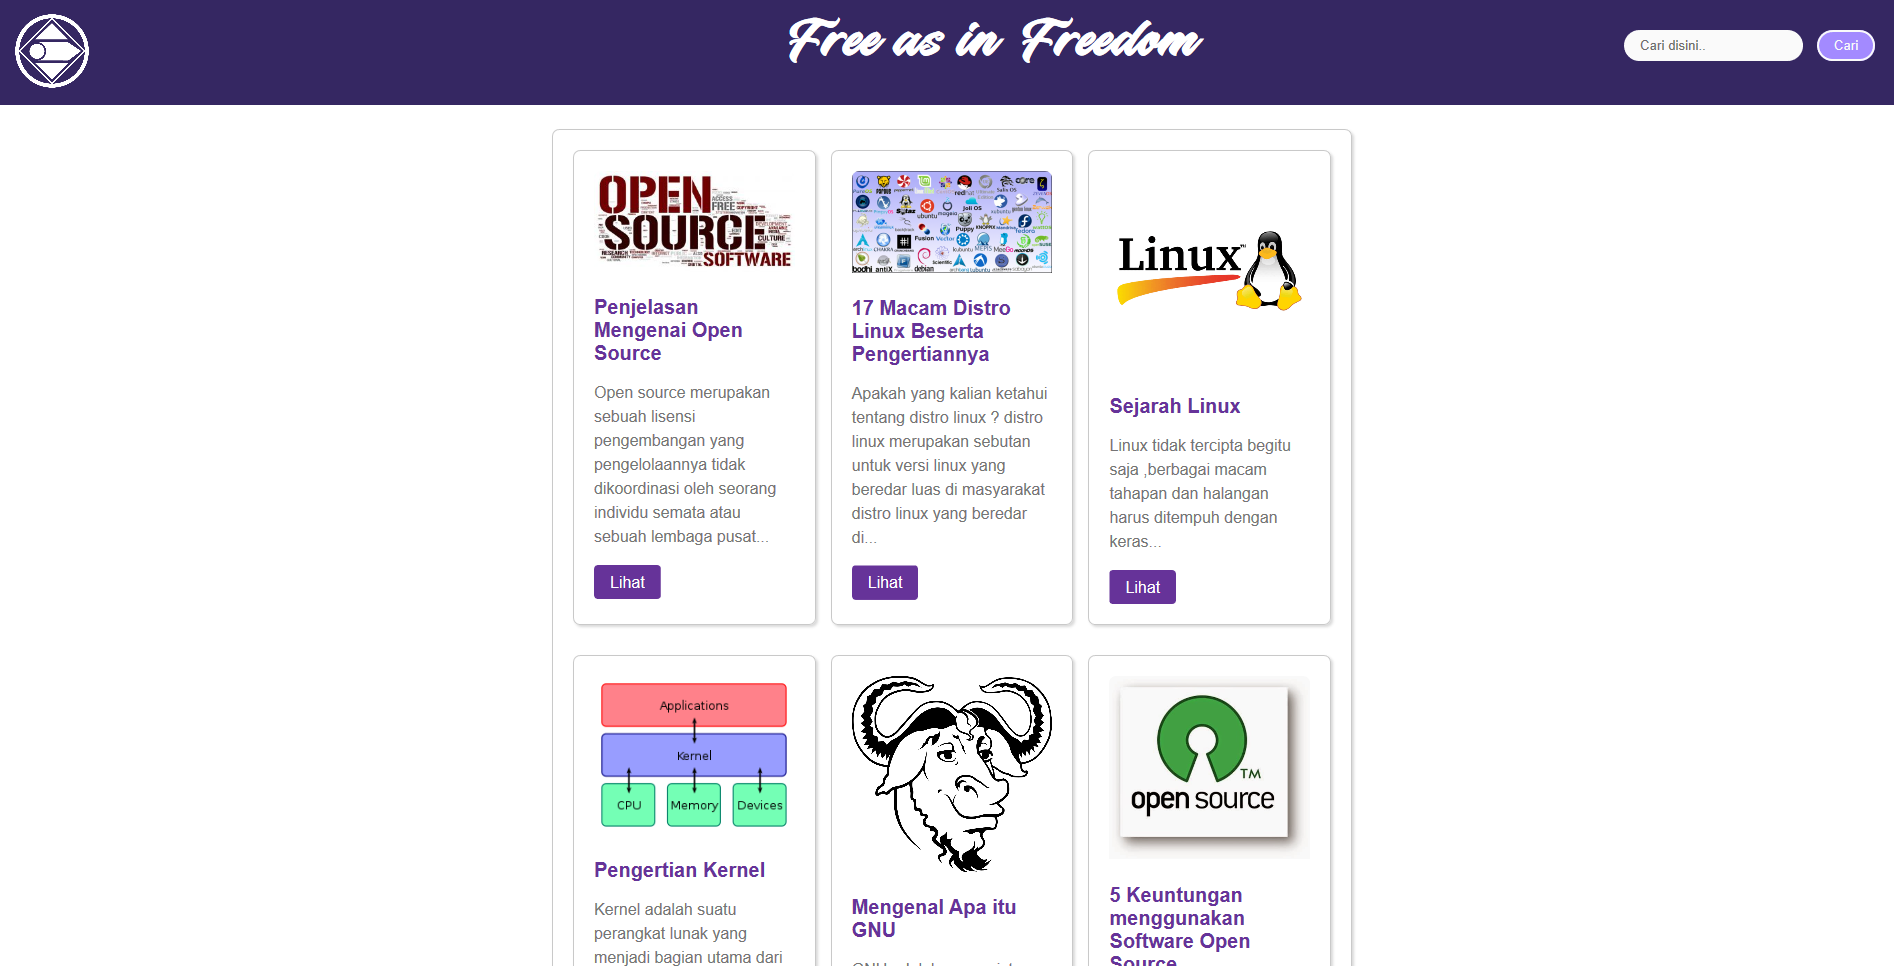 Free as in Freedom
Cari disini..
Cari
OPEN
SOURCE
SOFTWARE
Penjelasan
Mengenai Open
Source
Open source merupakan
sebuah lisensi
pengembangan yang
pengelolaannya tidak
dikoordinasi oleh seorang
individu semata atau
sebuah lembaga pusat...
Lihat
17 Macam Distro
Linux Beserta
Pengertiannya
Apakah yang kalian ketahui
tentang distro linux ? distro
linux merupakan sebutan
untuk versi linux yang
beredar luas di masyarakat
distro linux yang beredar
di...
Lihat
Linux™
Sejarah Linux
Linux tidak tercipta begitu
saja ,berbagai macam
tahapan dan halangan
harus ditempuh dengan
keras...
Lihat
Applications
Kernel
CPU
Memory
Devices
Pengertian Kernel
Kernel adalah suatu
perangkat lunak yang
menjadi bagian utama dari
Mengenal Apa itu
GNU
TM
open source
5 Keuntungan
menggunakan
Software Open
Source